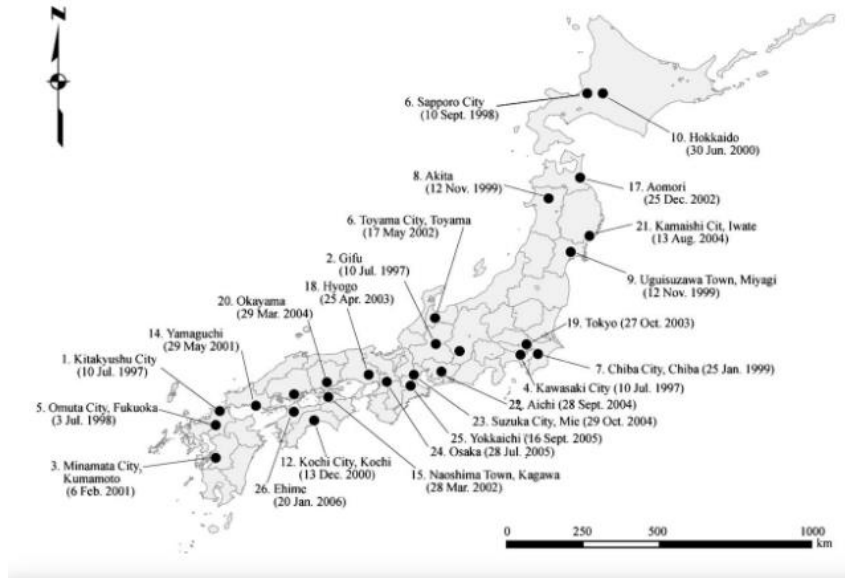 N
6. Sapporo City
(10 Sept. 1998)
10. Hokkaido
(30 Jun. 2000)
8. Akita
(12 Nov. 1999)
17. Aomori
(25 Dec. 2002)
6. Toyama City, Toyama
(17 May 2002)
21. Kamaishi Cit, Iwate
(13 Aug. 2004)
2. Gifu
(10 Jul. 1997)
9. Uguisuzawa Town, Miyagi
(12 Nov. 1999)
18. Hyogo
(25 Apr. 2003)
20. Okayama
(29 Mar. 2004)
19. Tokyo (27 Oct. 2003)
14. Yamaguchi
(29 May 2001)
1. Kitakyushu City
(10 Jul. 1997)
7. Chiba City, Chiba (25 Jan. 1999)
4. Kawasaki City (10 Jul. 1997)
22. Aichi (28 Sept. 2004)
5. Omuta City, Fukuoka
(3 Jul. 1998)
23. Suzuka City, Mie (29 Oct. 2004)
25. Yokkaichi (16 Sept. 2005)
24. Osaka (28 Jul. 2005)
3. Minamata City,
Kumamoto
(6 Feb. 2001)
12. Kochi City, Kochi
(13 Dec. 2000)
15. Naoshima Town, Kagawa
(28 Mar. 2002)
26. Ehime
(20 Jan. 2006)
0 250 500 1000
km